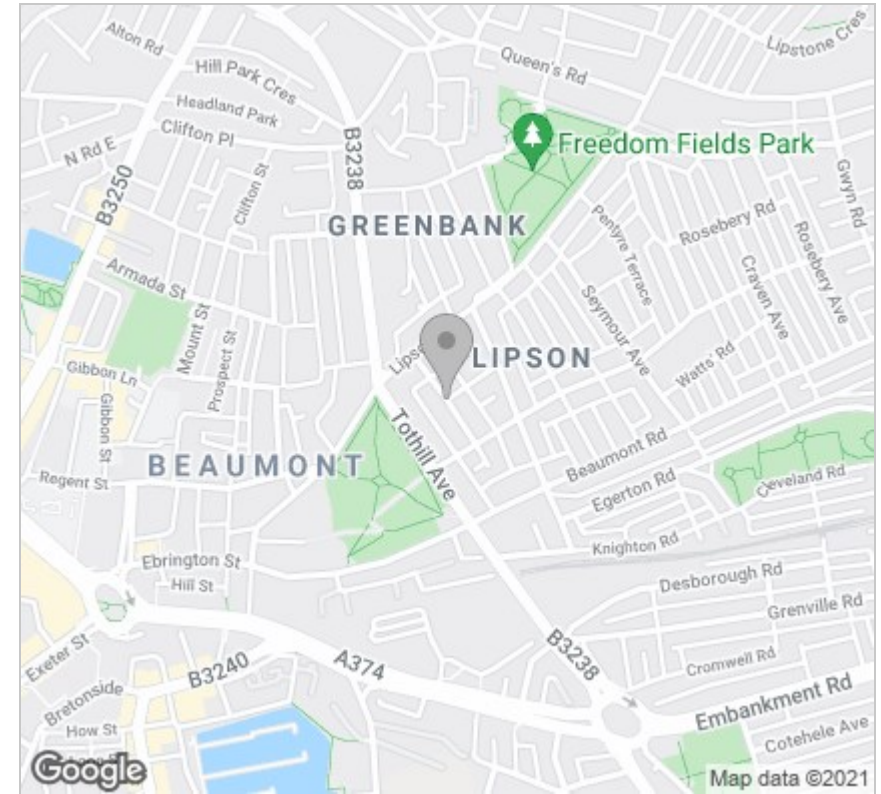 Alton Rd
Hill Park Cres
Queen's Rd
Lipstone Cres
Headland Park
Clifton Pl
B3238
Freedom Fields Park
N Rd E
B3250
Clifton St
Gwyn Rd
GREENBANK
Pentyre Terrace
Rosebery Rd
Rosebery Ave
Armada St
Craven Ave
Seymour Ave
Mount St
Prospect St
LIPSON
Watts' Rd
Gibbon Ln
Gibbon St
Tothill Ave
BEAUMONT
Beaumont Rd
Regent St
Egerton Rd
Cleveland Rd
Knighton Rd
Ebrington St
Hill St
Desborough Rd
Grenville Rd
Exeter St
B3240
A374
B3238
Cromwell Rd
Bretonside
Embankment Rd
How St
Cotehele Ave
Google
Map data ©2021